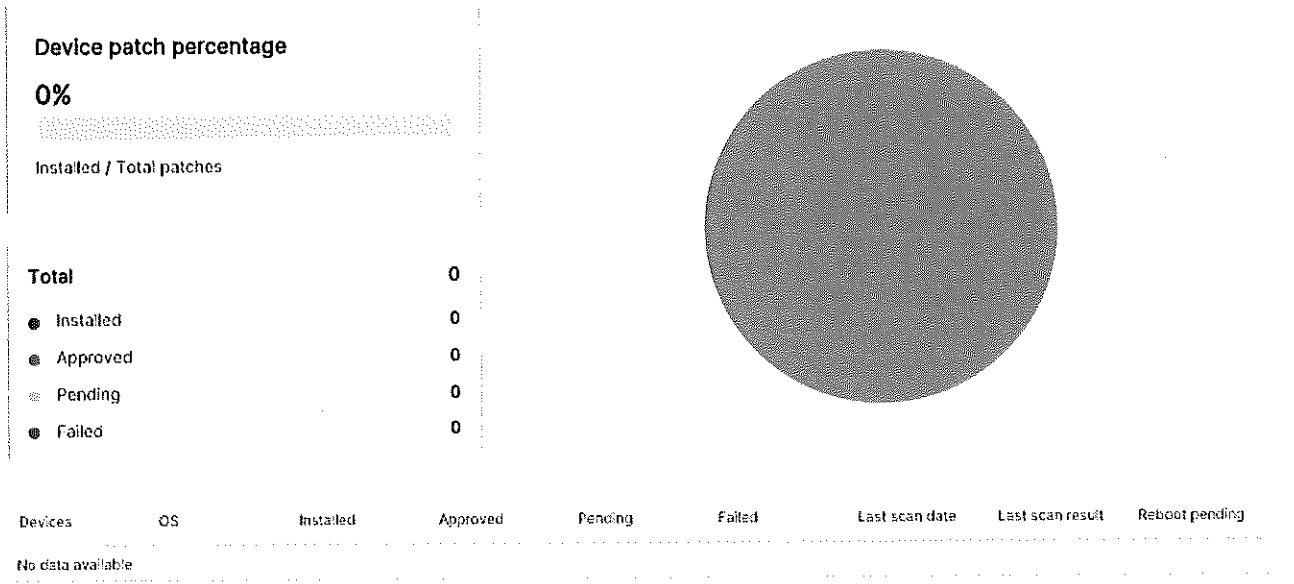 Device patch percentage
0%
Installed / Total patches
Total 0
Installed 0
Approved 0
Pending 0
Failed 0
Devices OS Installed Approved Pending Failed Last scan date Last scan result Reboot pending
No data available